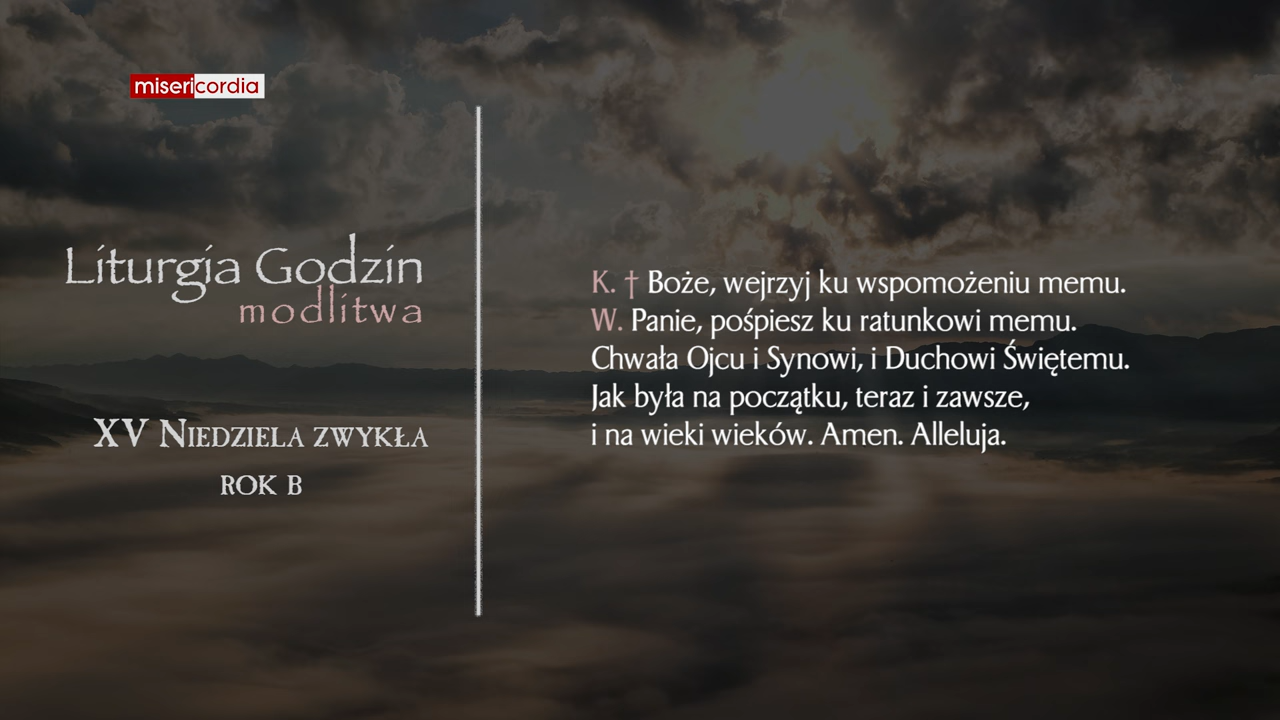 misericordia
Liturgia Godzin
modlitwa
XV Niedziela zwykła
rok B
K. † Boże, wejrzyj ku wspomożeniu memu.
W. Panie, pośpiesz ku ratunkowi memu.
Chwała Ojcu i Synowi, i Duchowi Świętemu.
Jak była na początku, teraz i zawsze,
i na wieki wieków. Amen. Alleluja.